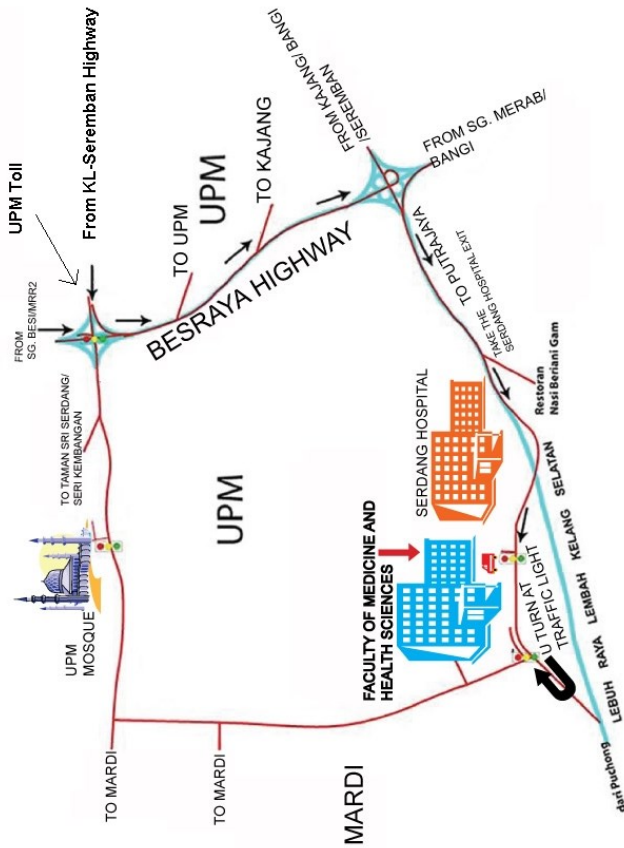 UPM Toll
From KL-Seremban Highway
FROM
SG. BESI/MRR2
TO UPM
UPM
TO KAJANG
BESRAYA HIGHWAY
FROM KAJANG/ BANGI
/SEREMBAN
FROM SG. MERAB/
BANGI
TO PUTRAJAYA
TAKE THE
SERDANG HOSPITAL EXIT
Restoran
Nasi Beriani Gam
TO TAMAN SRI SERDANG/
SERI KEMBANGAN
UPM
MOSQUE
UPM
SERDANG HOSPITAL
FACULTY OF MEDICINE AND
HEALTH SCIENCES
U TURN AT
TRAFFIC LIGHT
LEBUH RAYA LEMBAH KELANG SELATAN
dari Puchong
TO MARDI
TO MARDI
MARDI